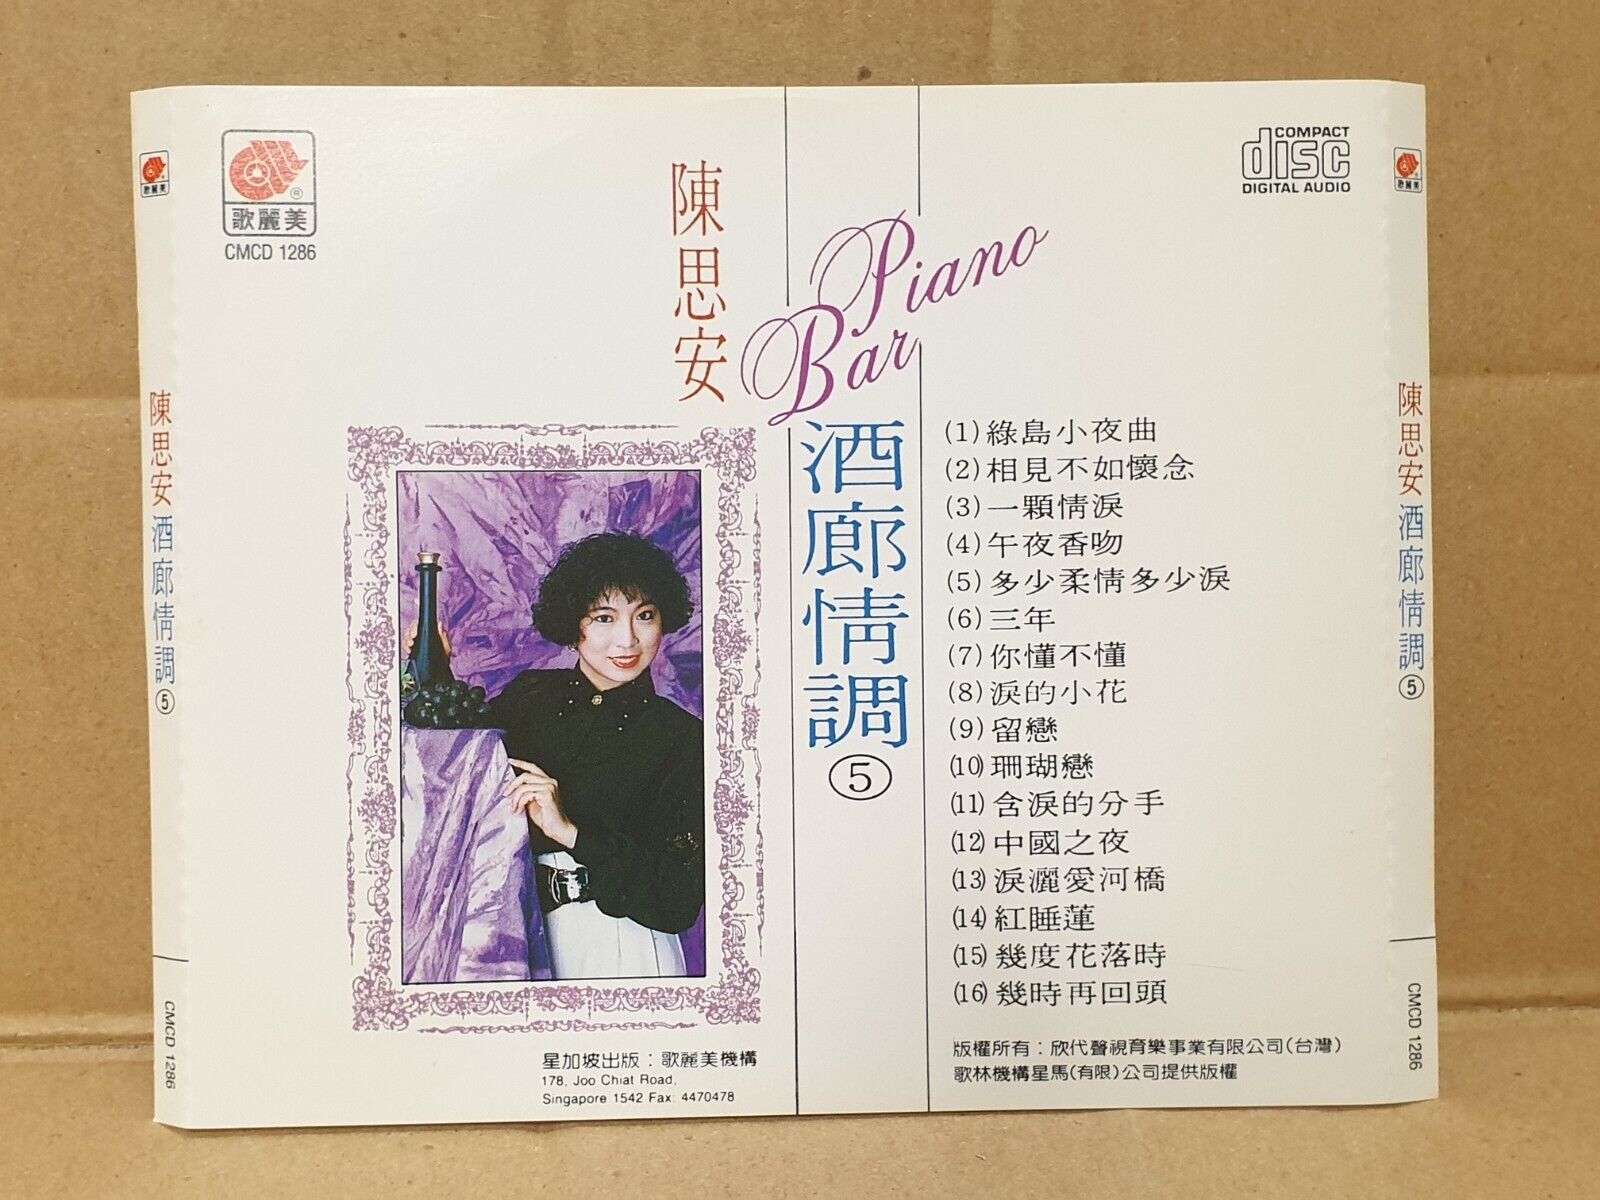 歌麗美
陳思安 酒廊情調 ⑤
CMCD 1286
®
歌麗美
CMCD 1286
陳思安
Piano
Bar
酒廊情調
⑤
COMPACT
disc
DIGITAL AUDIO
(1)綠島小夜曲
(2)相見不如懷念
(3)一顆情淚
(4)午夜香吻
(5)多少柔情多少淚
(6)三年
(7)你懂不懂
(8)淚的小花
(9)留戀
(10)珊瑚戀
(11)含淚的分手
(12)中國之夜
(13)淚灑愛河橋
(14)紅睡蓮
(15)幾度花落時
(16)幾時再回頭
星加坡出版：歌麗美機構
178, Joo Chiat Road,
Singapore 1542 Fax: 4470478
版權所有：欣代聲視育樂事業有限公司(台灣)
歌林機構星馬(有限)公司提供版權
歌麗美
陳思安 酒廊情調 ⑤
CMCD 1286